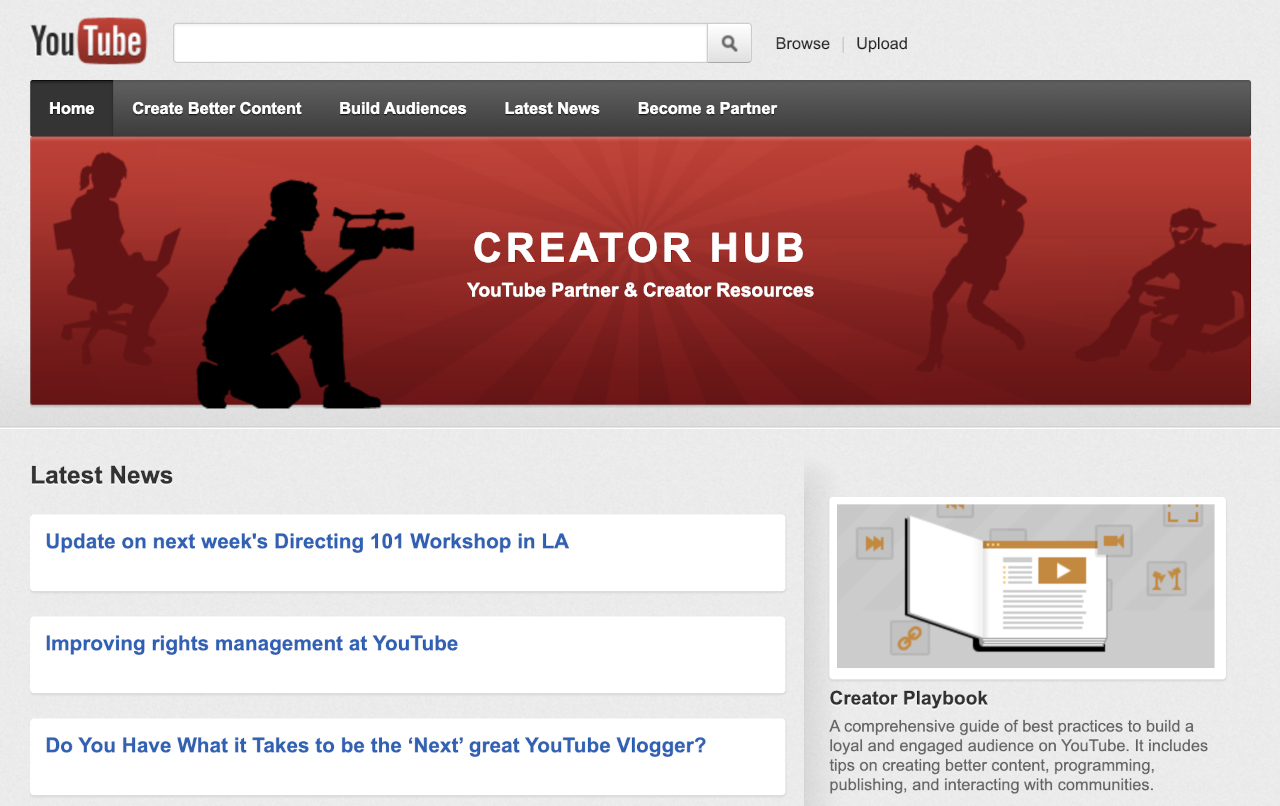 YouTube
Browse | Upload
Home Create Better Content Build Audiences Latest News Become a Partner
CREATOR HUB
YouTube Partner & Creator Resources
Latest News
Update on next week's Directing 101 Workshop in LA
Improving rights management at YouTube
Do You Have What it Takes to be the ‘Next’ great YouTube Vlogger?
Creator Playbook
A comprehensive guide of best practices to build a
loyal and engaged audience on YouTube. It includes
tips on creating better content, programming,
publishing, and interacting with communities.